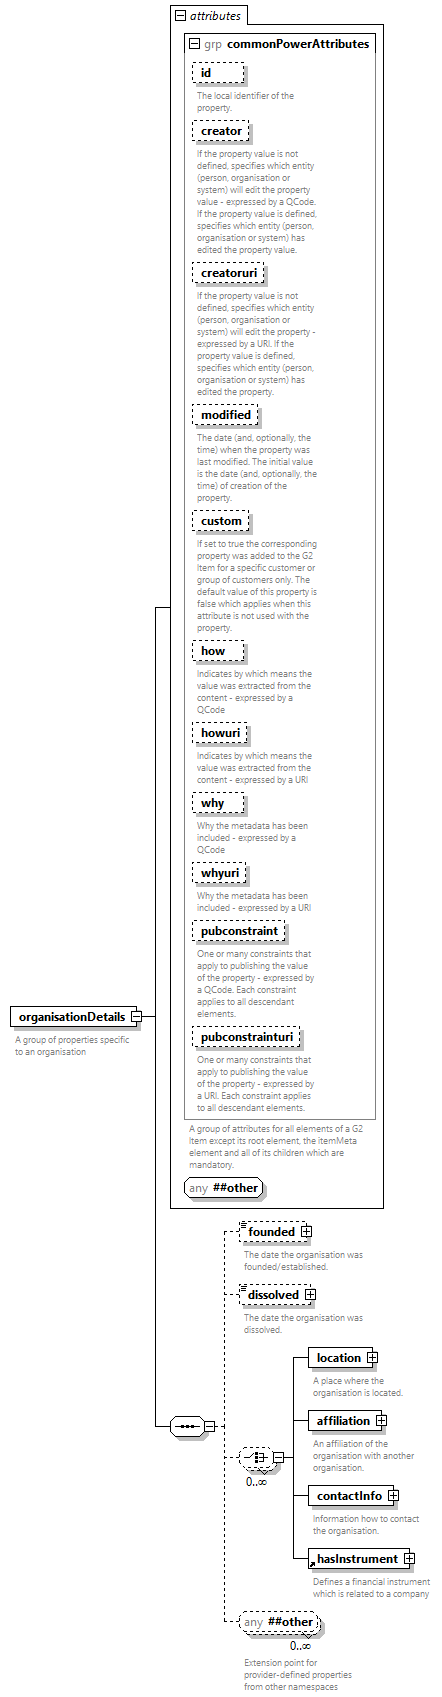 attributes
grp commonPowerAttributes
id
The local identifier of the
property.
creator
If the property value is not
defined, specifies which entity
(person, organisation or
system) will edit the property
value - expressed by a QCode.
If the property value is defined,
specifies which entity (person,
organisation or system) has
edited the property value.
creatoruri
If the property value is not
defined, specifies which entity
(person, organisation or
system) will edit the property -
expressed by a URI. If the
property value is defined,
specifies which entity (person,
organisation or system) has
edited the property.
modified
The date (and, optionally, the
time) when the property was
last modified. The initial value
is the date (and, optionally, the
time) of creation of the
property.
custom
If set to true the corresponding
property was added to the G2
Item for a specific customer or
group of customers only. The
default value of this property is
false which applies when this
attribute is not used with the
property.
how
Indicates by which means the
value was extracted from the
content - expressed by a
QCode
howuri
Indicates by which means the
value was extracted from the
content - expressed by a URI
why
Why the metadata has been
included - expressed by a
QCode
whyuri
Why the metadata has been
included - expressed by a URI
pubconstraint
One or many constraints that
apply to publishing the value
of the property - expressed by
a QCode. Each constraint
applies to all descendant
elements.
pubconstrainturi
One or many constraints that
apply to publishing the value
of the property - expressed by
a URI. Each constraint applies
to all descendant elements.
A group of attributes for all elements of a G2
Item except its root element, the itemMeta
element and all of its children which are
mandatory.
any ##other
organisationDetails
A group of properties specific
to an organisation
founded
The date the organisation was
founded/established.
dissolved
The date the organisation was
dissolved.
location
A place where the
organisation is located.
affiliation
An affiliation of the
organisation with another
organisation.
0..∞
contactInfo
Information how to contact
the organisation.
hasInstrument
Defines a financial instrument
which is related to a company
any ##other
0..∞
Extension point for
provider-defined properties
from other namespaces